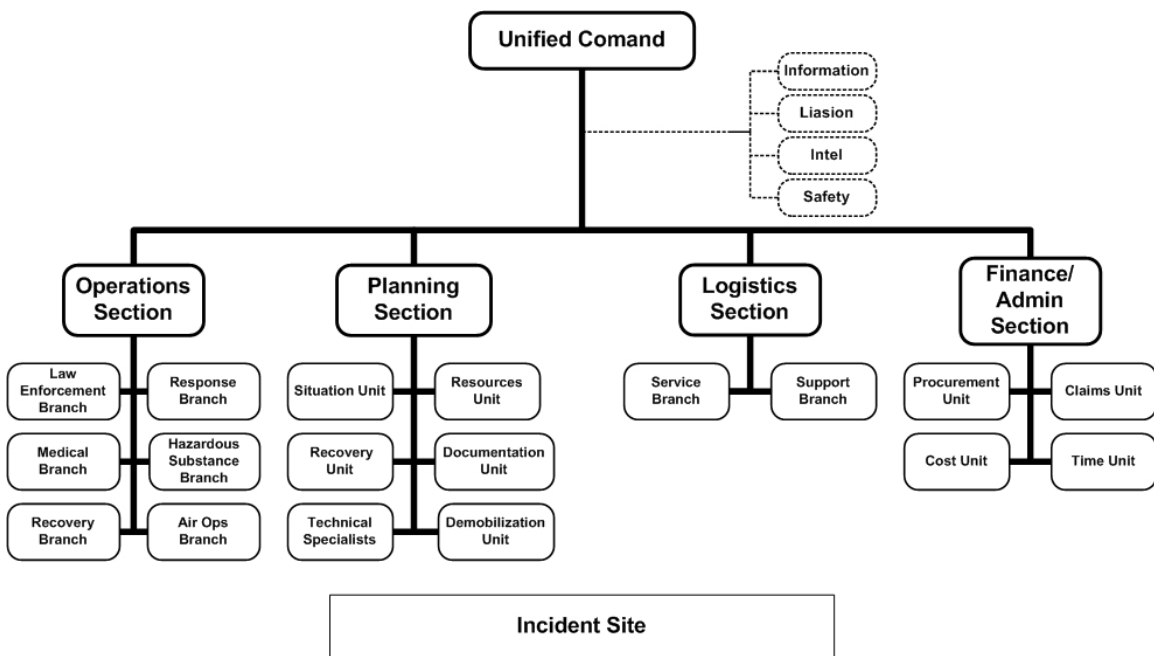 Unified Comand
Information
Liasion
Intel
Safety
Operations
Section
Planning
Section
Logistics
Section
Finance/
Admin
Section
Law
Enforcement
Branch
Response
Branch
Medical
Branch
Hazardous
Substance
Branch
Recovery
Branch
Air Ops
Branch
Situation Unit
Resources
Unit
Recovery
Unit
Documentation
Unit
Technical
Specialists
Demobilization
Unit
Service
Branch
Support
Branch
Procurement
Unit
Claims Unit
Cost Unit
Time Unit
Incident Site